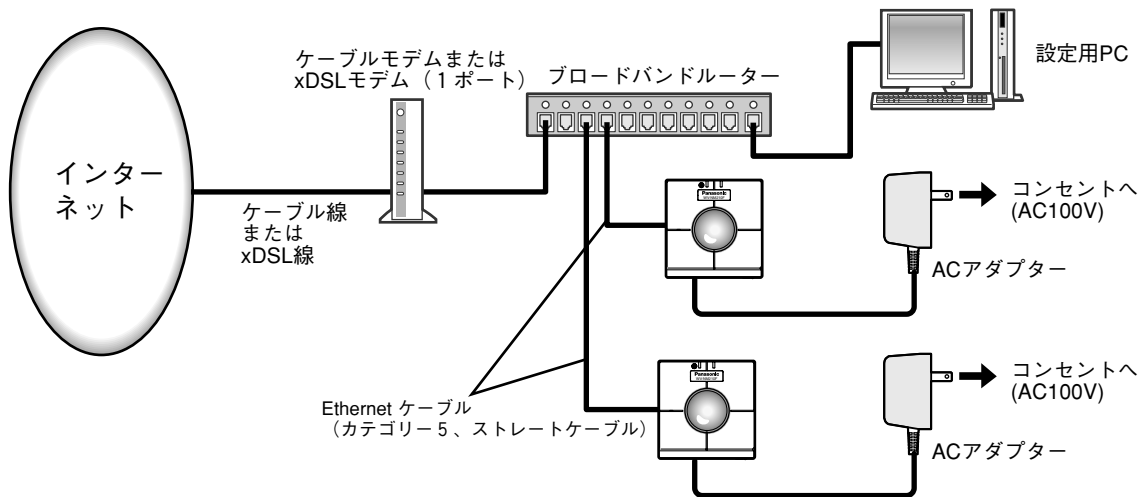 ケーブルモデムまたは
xDSLモデム（1ポート）
ブロードバンドルーター
設定用PC
インター
ネット
ケーブル線
または
xDSL線
Panasonic
コンセントへ
(AC100V)
ACアダプター
Ethernet ケーブル
（カテゴリー5、ストレートケーブル）
Panasonic
コンセントへ
(AC100V)
ACアダプター